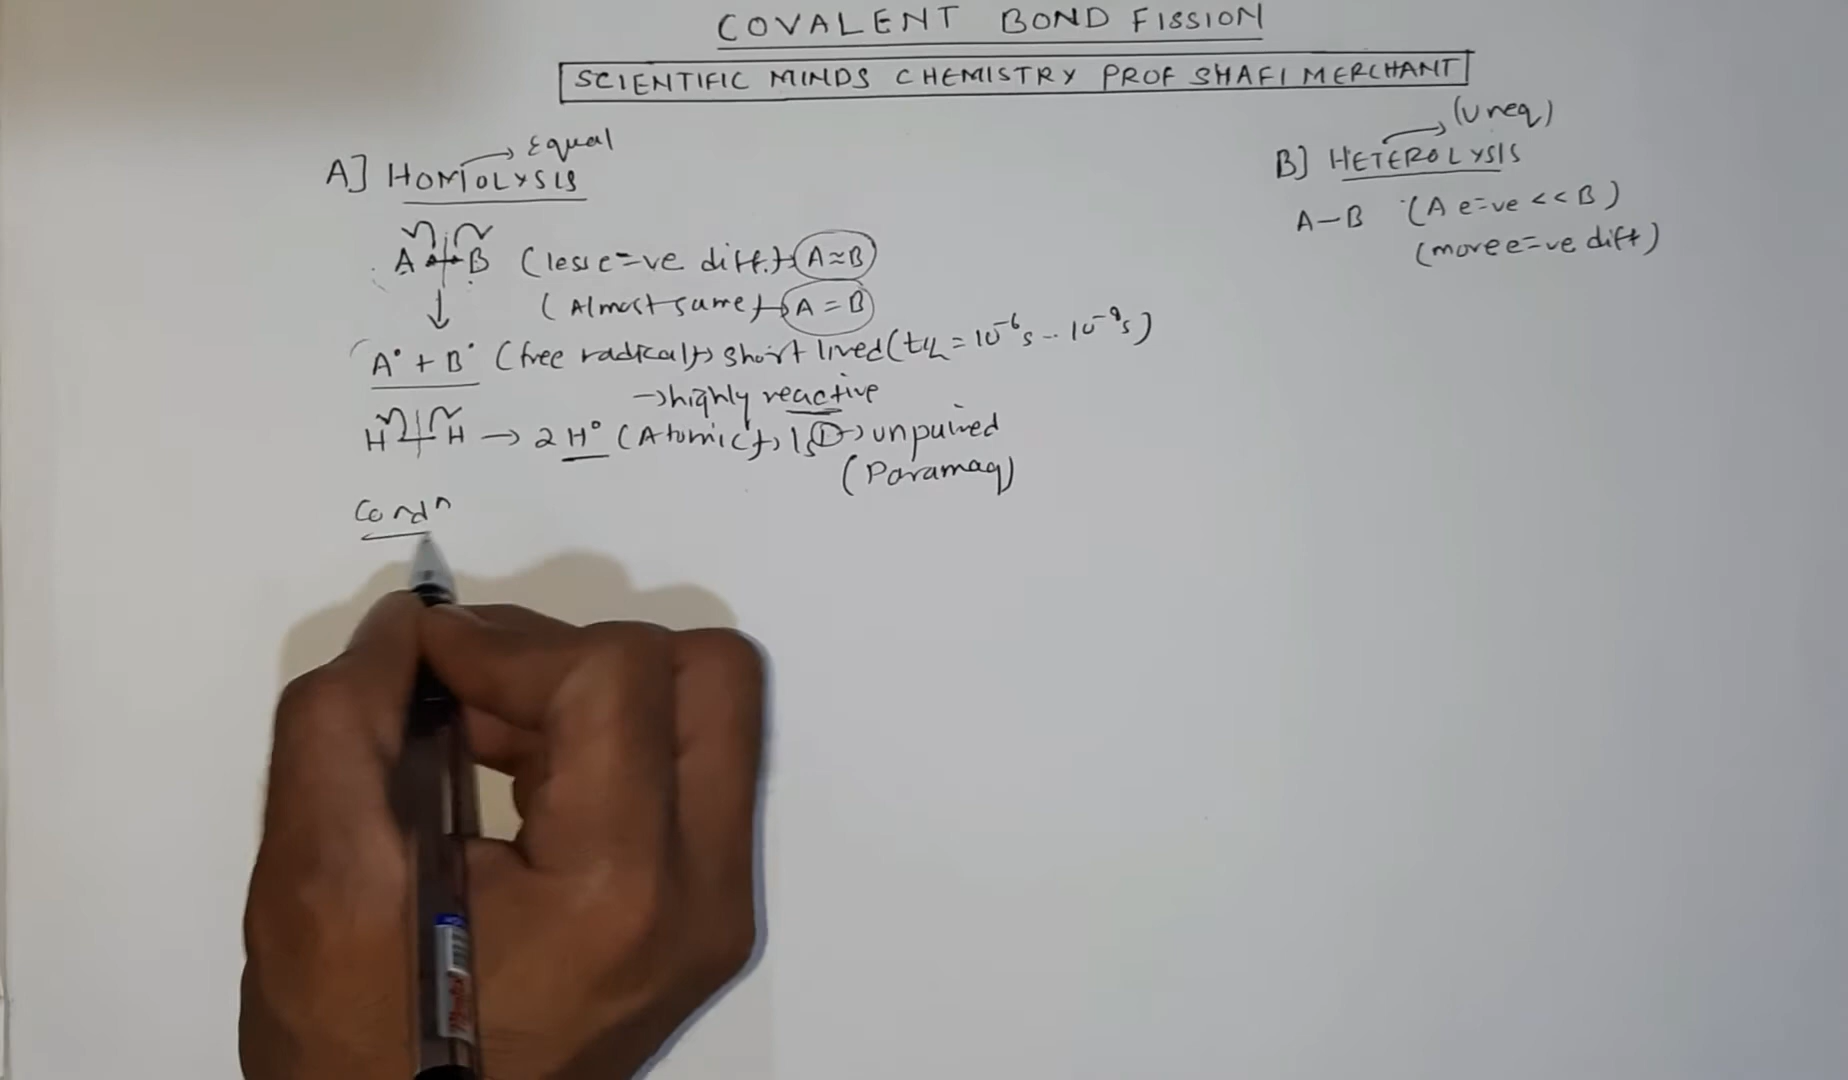 COVALENT BOND FISSION
SCIENTIFIC MINDS CHEMISTRY PROF SHAFI MERCHANT
A] HOMOLYSIS → Equal
A⋅⋅B (less e=ve diff.) → A≈B
(Almost same) → A = B
↓
A• + B• (free radical) → short lived (t½ = 10⁻⁶s -- 10⁻⁹s)
→ highly reactive
H—H → 2H° (Atomic) → 1s① → unpaired
(Paramag)
Condⁿ
B] HETEROLYSIS → (Uneq)
A—B (A e=ve << B)
(more e=ve diff)